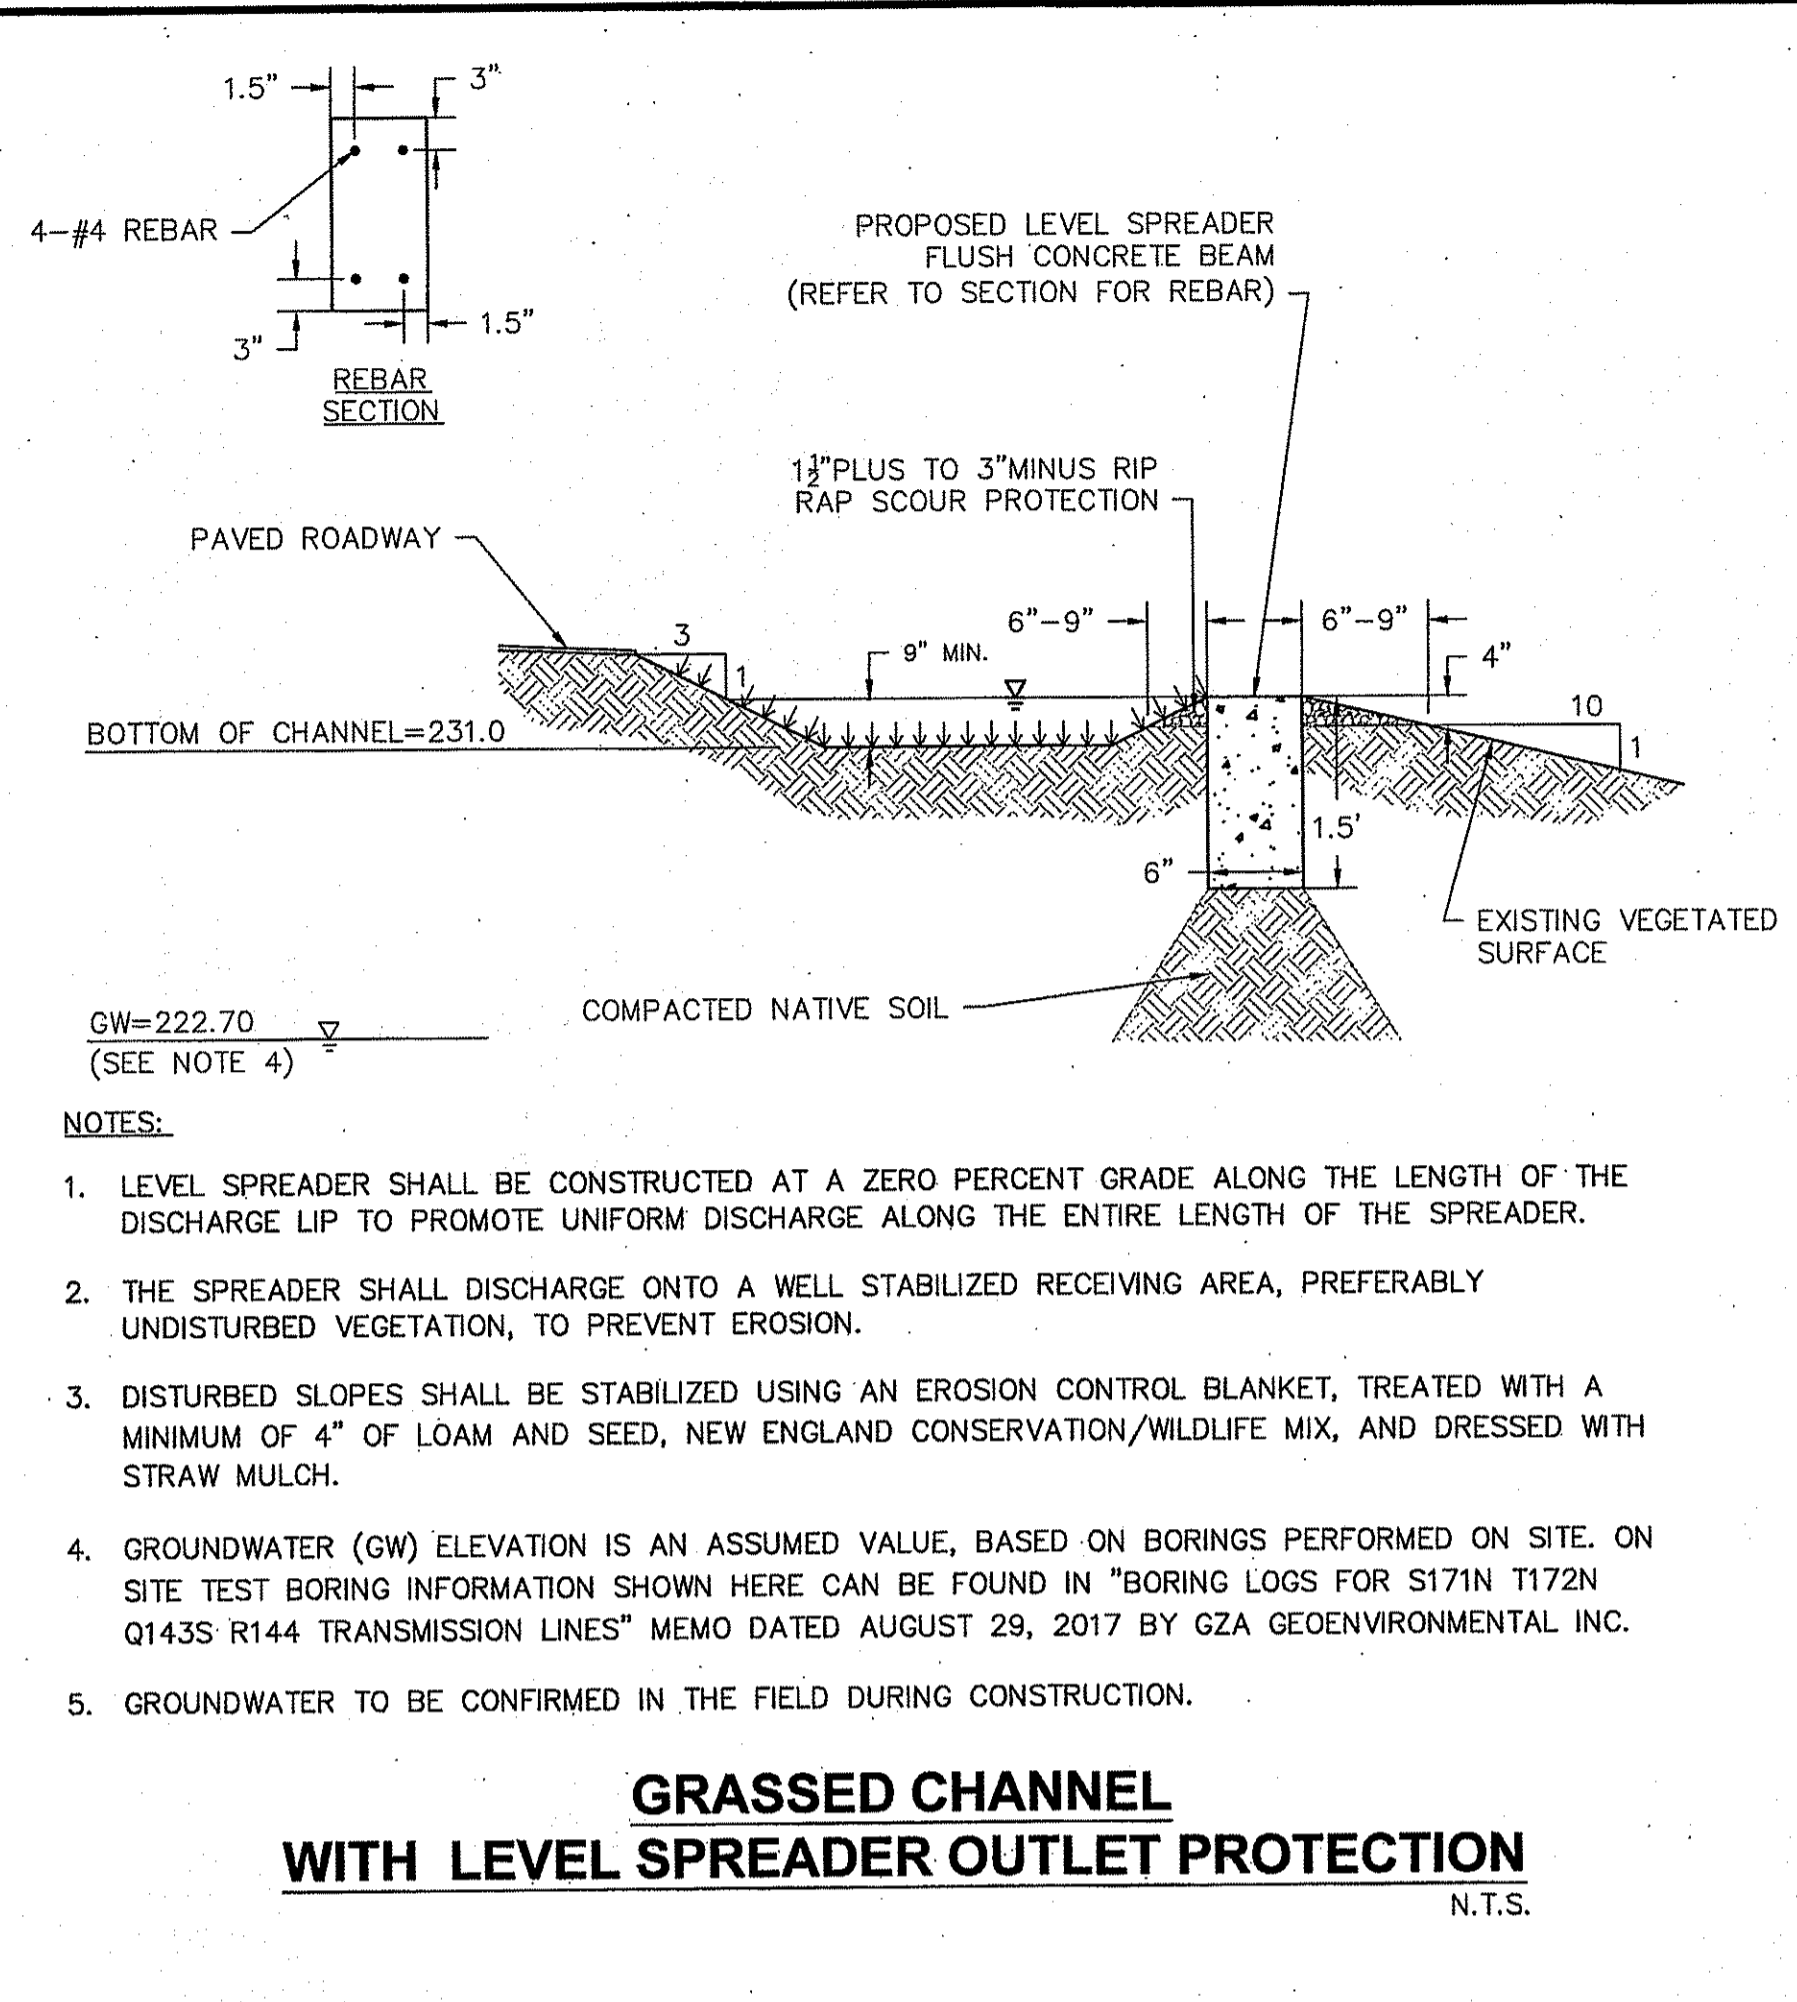 1.5"
3"
4-#4 REBAR
1.5"
3"
REBAR
SECTION
PROPOSED LEVEL SPREADER
FLUSH CONCRETE BEAM
(REFER TO SECTION FOR REBAR)
1½"PLUS TO 3"MINUS RIP
RAP SCOUR PROTECTION
PAVED ROADWAY
3
1
9" MIN.
6"-9"
6"-9"
4"
10
1
BOTTOM OF CHANNEL=231.0
1.5'
6"
EXISTING VEGETATED
SURFACE
COMPACTED NATIVE SOIL
GW=222.70
(SEE NOTE 4)
NOTES:
1. LEVEL SPREADER SHALL BE CONSTRUCTED AT A ZERO PERCENT GRADE ALONG THE LENGTH OF THE
DISCHARGE LIP TO PROMOTE UNIFORM DISCHARGE ALONG THE ENTIRE LENGTH OF THE SPREADER.
2. THE SPREADER SHALL DISCHARGE ONTO A WELL STABILIZED RECEIVING AREA, PREFERABLY
UNDISTURBED VEGETATION, TO PREVENT EROSION.
3. DISTURBED SLOPES SHALL BE STABILIZED USING AN EROSION CONTROL BLANKET, TREATED WITH A
MINIMUM OF 4" OF LOAM AND SEED, NEW ENGLAND CONSERVATION/WILDLIFE MIX, AND DRESSED WITH
STRAW MULCH.
4. GROUNDWATER (GW) ELEVATION IS AN ASSUMED VALUE, BASED ON BORINGS PERFORMED ON SITE. ON
SITE TEST BORING INFORMATION SHOWN HERE CAN BE FOUND IN "BORING LOGS FOR S171N T172N
Q143S R144 TRANSMISSION LINES" MEMO DATED AUGUST 29, 2017 BY GZA GEOENVIRONMENTAL INC.
5. GROUNDWATER TO BE CONFIRMED IN THE FIELD DURING CONSTRUCTION.
GRASSED CHANNEL
WITH LEVEL SPREADER OUTLET PROTECTION
N.T.S.